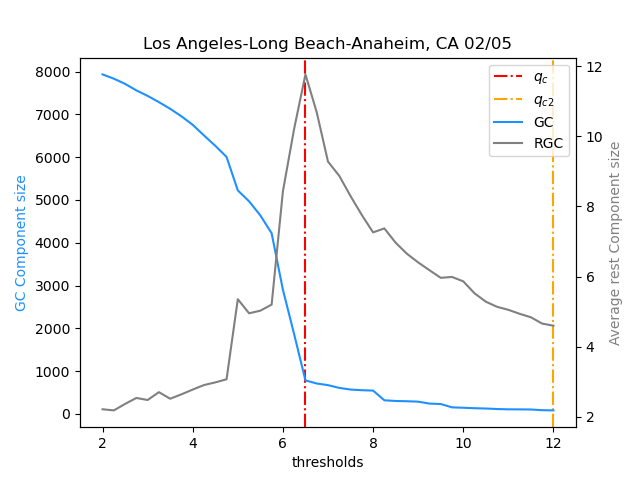 Los Angeles-Long Beach-Anaheim, CA 02/05
GC Component size
8000
7000
6000
5000
4000
3000
2000
1000
0
2
4
6
8
10
12
thresholds
12
10
8
6
4
2
Average rest Component size
qc
qc2
GC
RGC